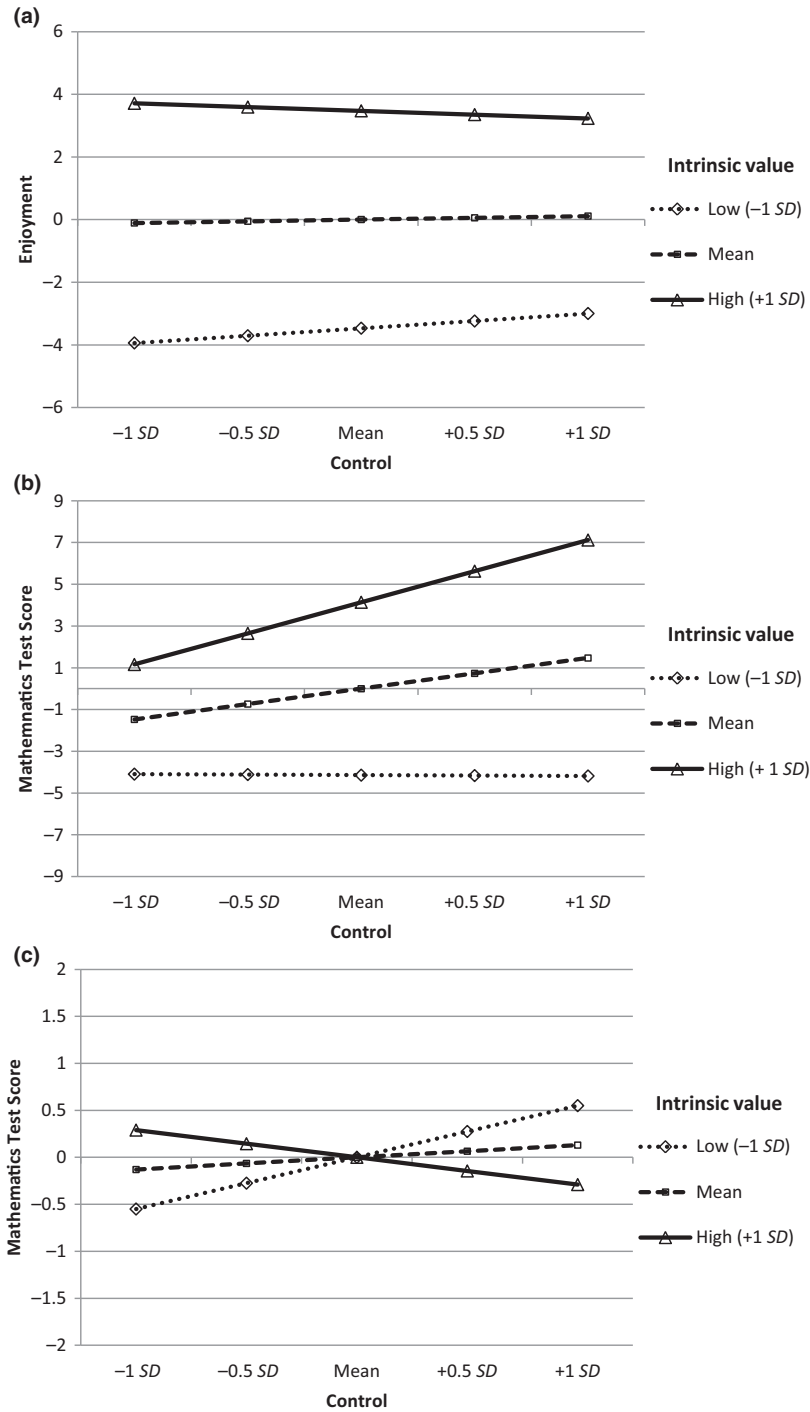 (a)
6
4
2
0
–2
–4
–6
Enjoyment
–1 SD –0.5 SD Mean +0.5 SD +1 SD
Control
Intrinsic value
Low (–1 SD)
Mean
High (+1 SD)
(b)
9
7
5
3
1
–1
–3
–5
–7
–9
Mathemnatics Test Score
–1 SD –0.5 SD Mean +0.5 SD +1 SD
Control
Intrinsic value
Low (–1 SD)
Mean
High (+ 1 SD)
(c)
2
1.5
1
0.5
0
–0.5
–1
–1.5
–2
Mathematics Test Score
–1 SD –0.5 SD Mean +0.5 SD +1 SD
Control
Intrinsic value
Low (–1 SD)
Mean
High (+1 SD)